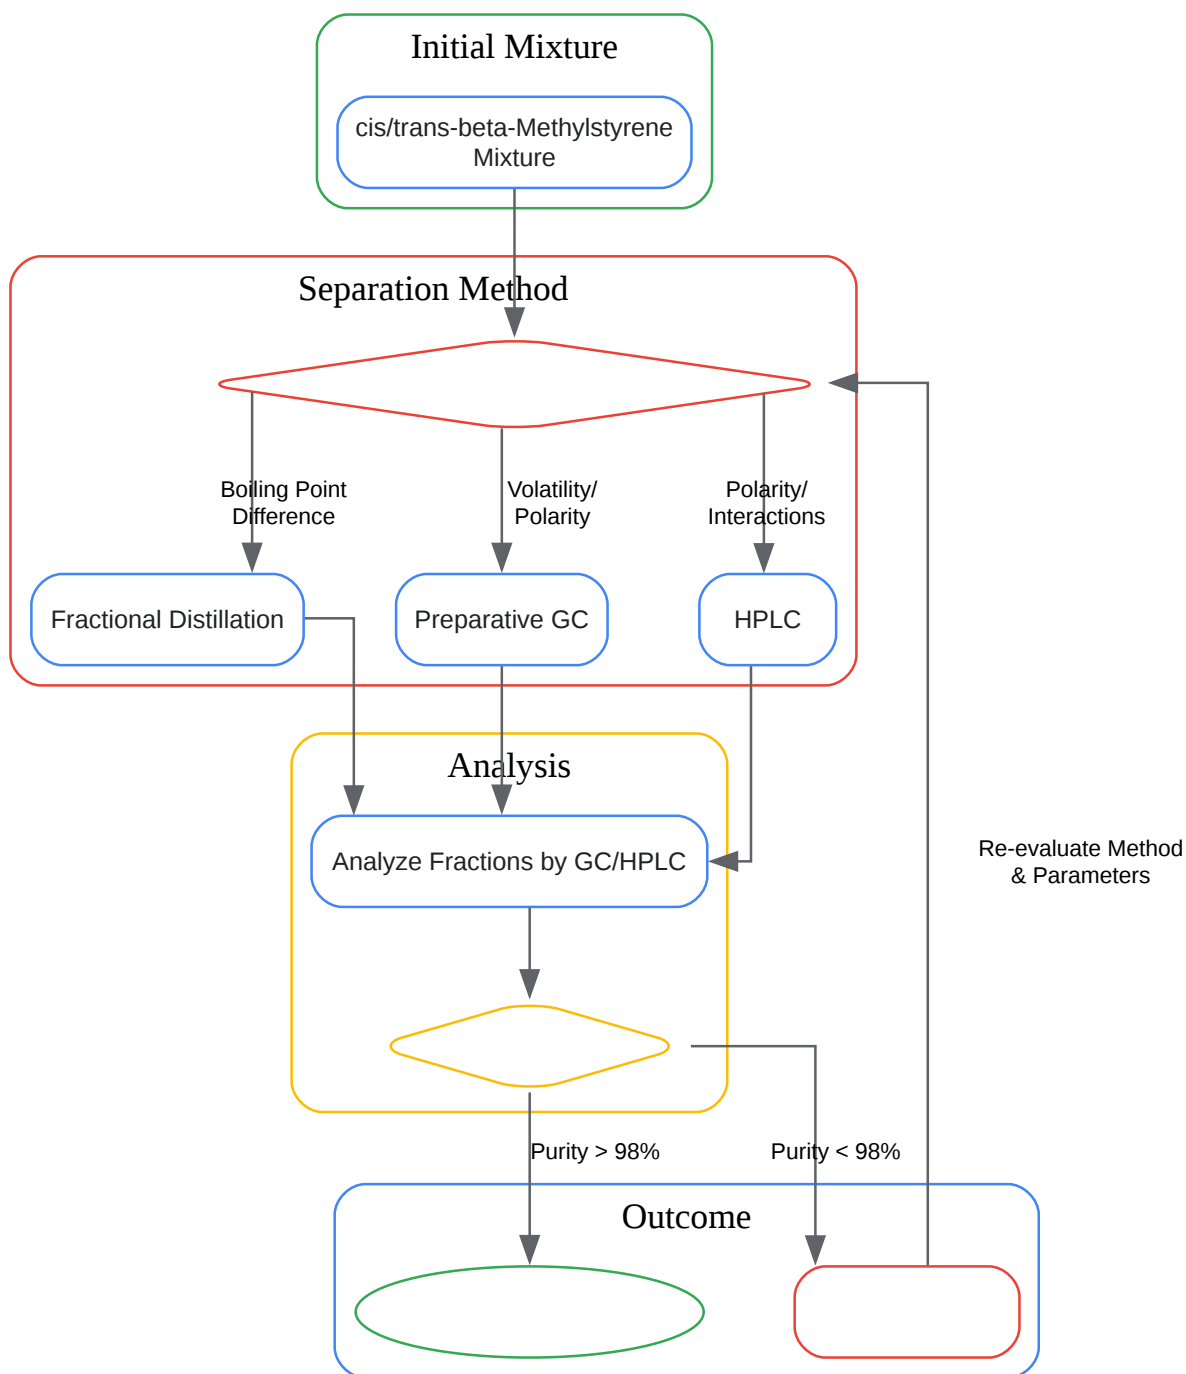 Initial Mixture
cis/trans-beta-Methylstyrene
Mixture
Separation Method
Boiling Point
Difference
Volatility/
Polarity
Polarity/
Interactions
Fractional Distillation
Preparative GC
HPLC
Analysis
Analyze Fractions by GC/HPLC
Re-evaluate Method
& Parameters
Purity > 98%
Purity < 98%
Outcome